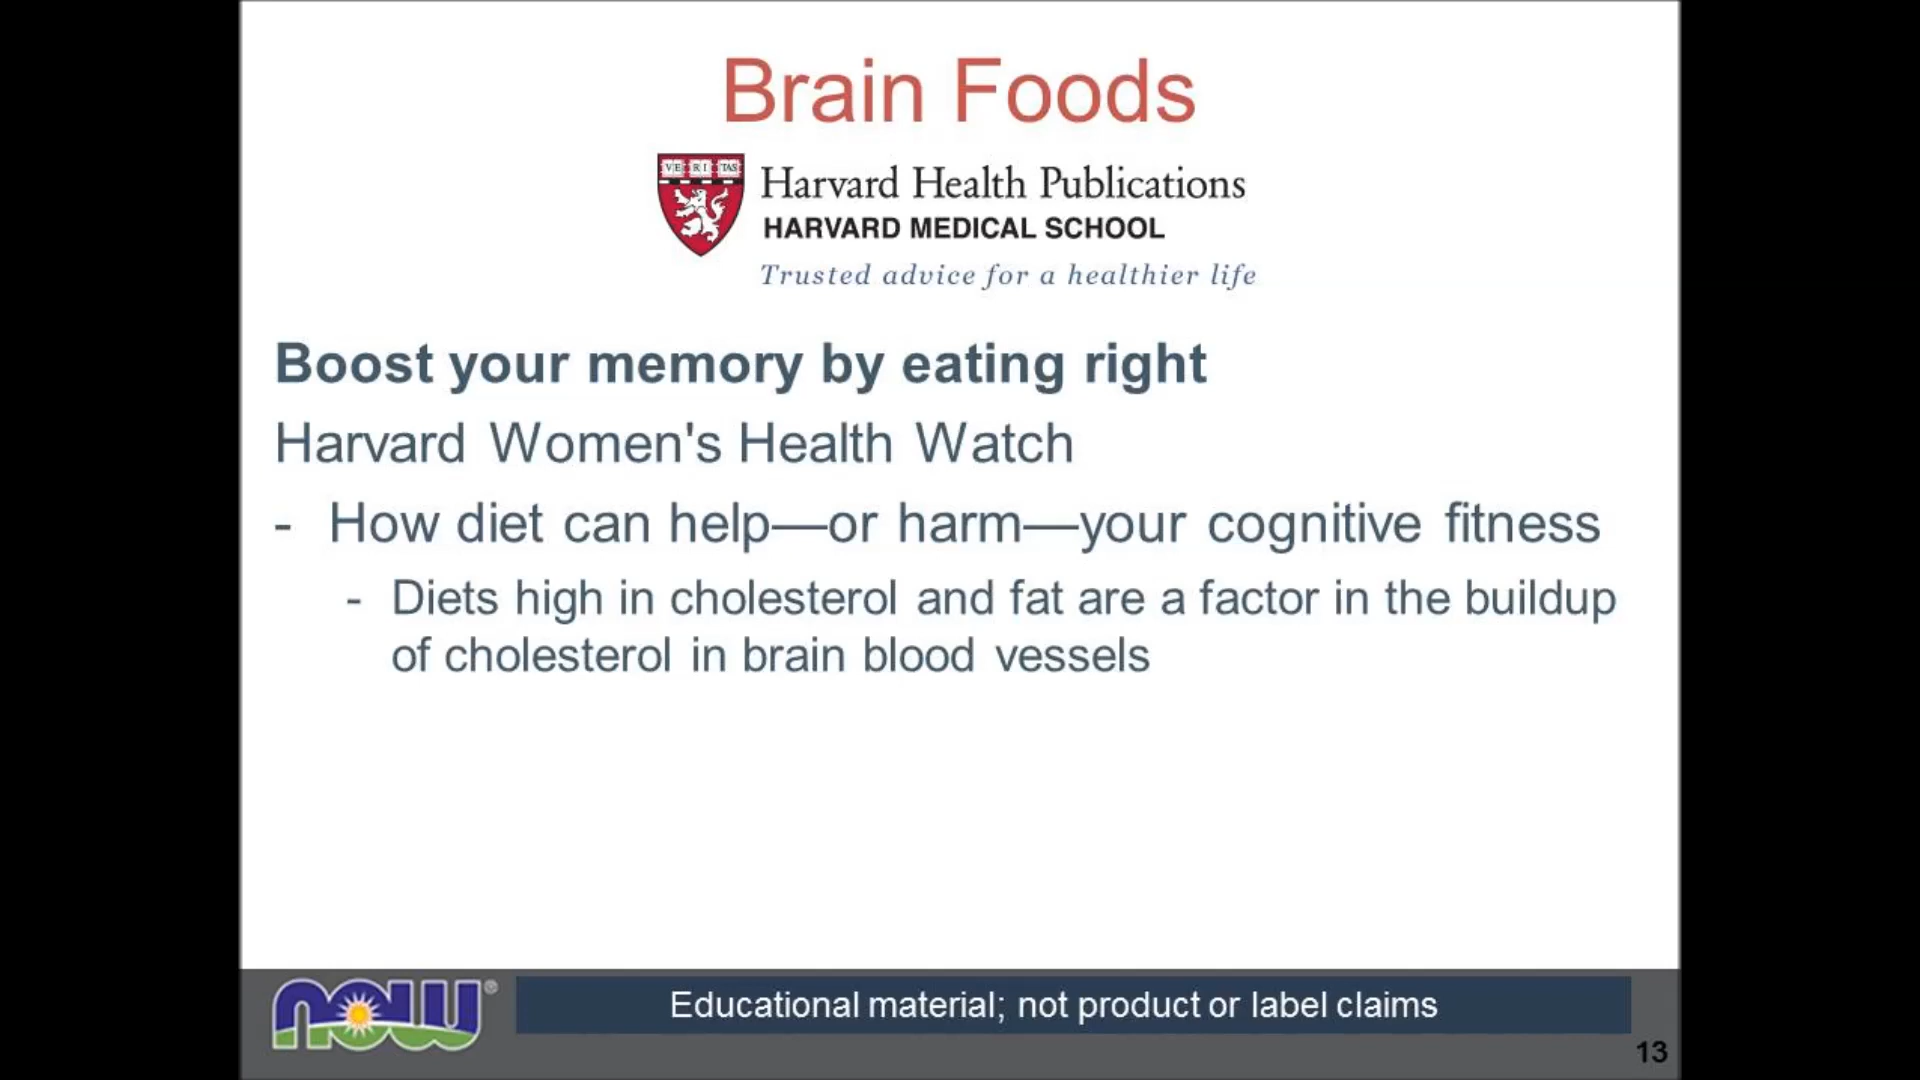 Brain Foods
VE RI TAS
Harvard Health Publications
HARVARD MEDICAL SCHOOL
Trusted advice for a healthier life
Boost your memory by eating right
Harvard Women's Health Watch
- How diet can help—or harm—your cognitive fitness
- Diets high in cholesterol and fat are a factor in the buildup
of cholesterol in brain blood vessels
now®
Educational material; not product or label claims
13